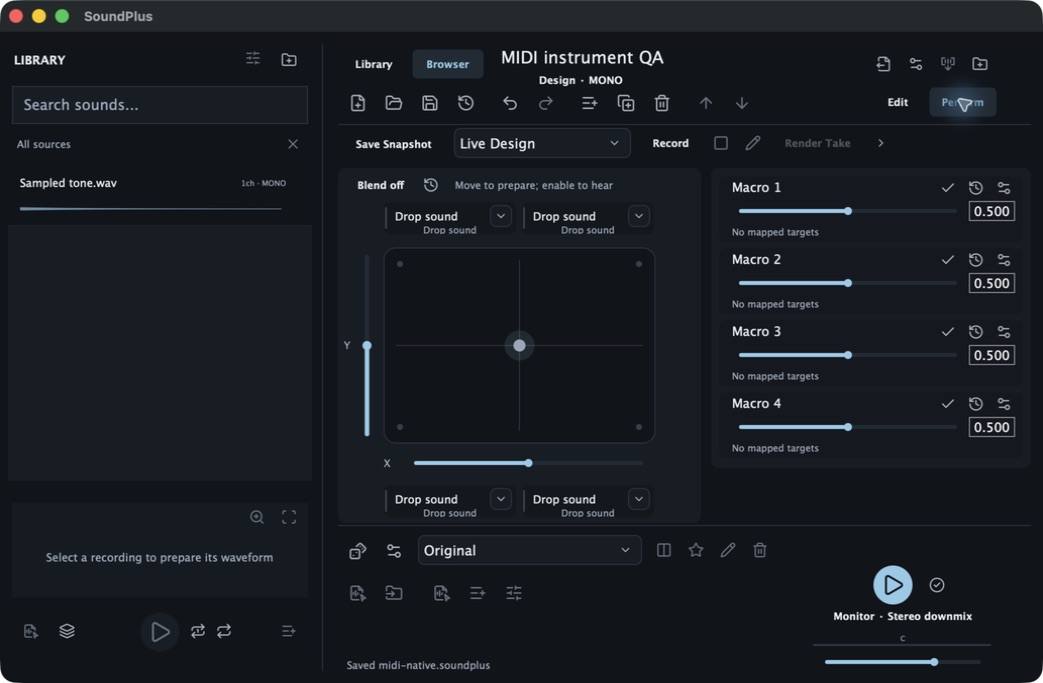 SoundPlus
LIBRARY
Search sounds...
All sources
Sampled tone.wav
1ch · MONO
Select a recording to prepare its waveform
Library
Browser
MIDI instrument QA
Design · MONO
Edit
Perform
Save Snapshot
Live Design
Record
Render Take
Blend off
Move to prepare; enable to hear
Drop sound
Drop sound
Drop sound
Drop sound
Y
X
Drop sound
Drop sound
Drop sound
Drop sound
Macro 1
0.500
No mapped targets
Macro 2
0.500
No mapped targets
Macro 3
0.500
No mapped targets
Macro 4
0.500
No mapped targets
Original
Monitor · Stereo downmix
C
Saved midi-native.soundplus